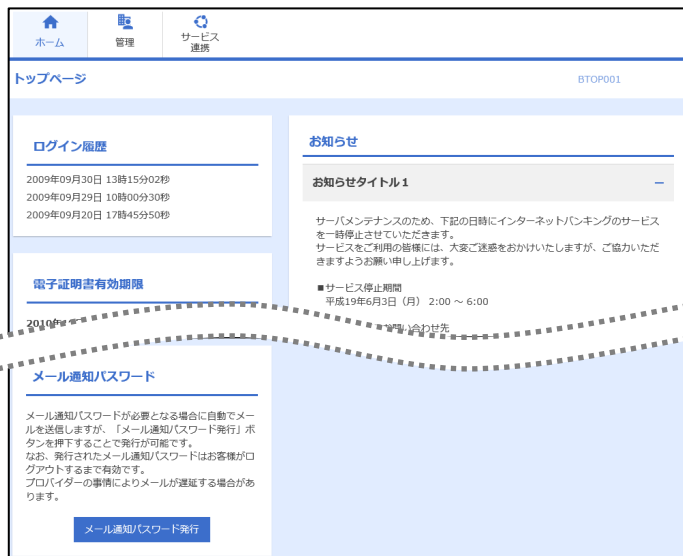 ホーム
管理
サービス
連携
トップページ
BTOP001
ログイン履歴
2009年09月30日 13時15分02秒
2009年09月29日 10時00分30秒
2009年09月20日 17時45分50秒
電子証明書有効期限
2010年
お知らせ
お知らせタイトル1
サーバメンテナンスのため、下記の日時にインターネットバンキングのサービス
を一時停止させていただきます。
サービスをご利用の皆様には、大変ご迷惑をおかけいたしますが、ご協力いただ
きますようお願い申し上げます。
■サービス停止期間
平成19年6月3日（月） 2:00 ～ 6:00
問い合わせ先
メール通知パスワード
メール通知パスワードが必要となる場合に自動でメー
ルを送信しますが、「メール通知パスワード発行」ボ
タンを押下することで発行が可能です。
なお、発行されたメール通知パスワードはお客様がロ
グアウトするまで有効です。
プロバイダーの事情によりメールが遅延する場合があ
ります。
メール通知パスワード発行